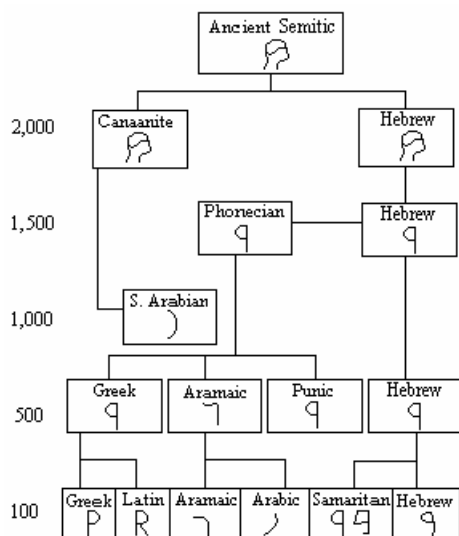 Ancient Semitic
2,000
Canaanite
Hebrew
1,500
Phonecian
Hebrew
1,000
S. Arabian
500
Greek
Aramaic
Punic
Hebrew
100
Greek
Latin
Aramaic
Arabic
Samaritan
Hebrew